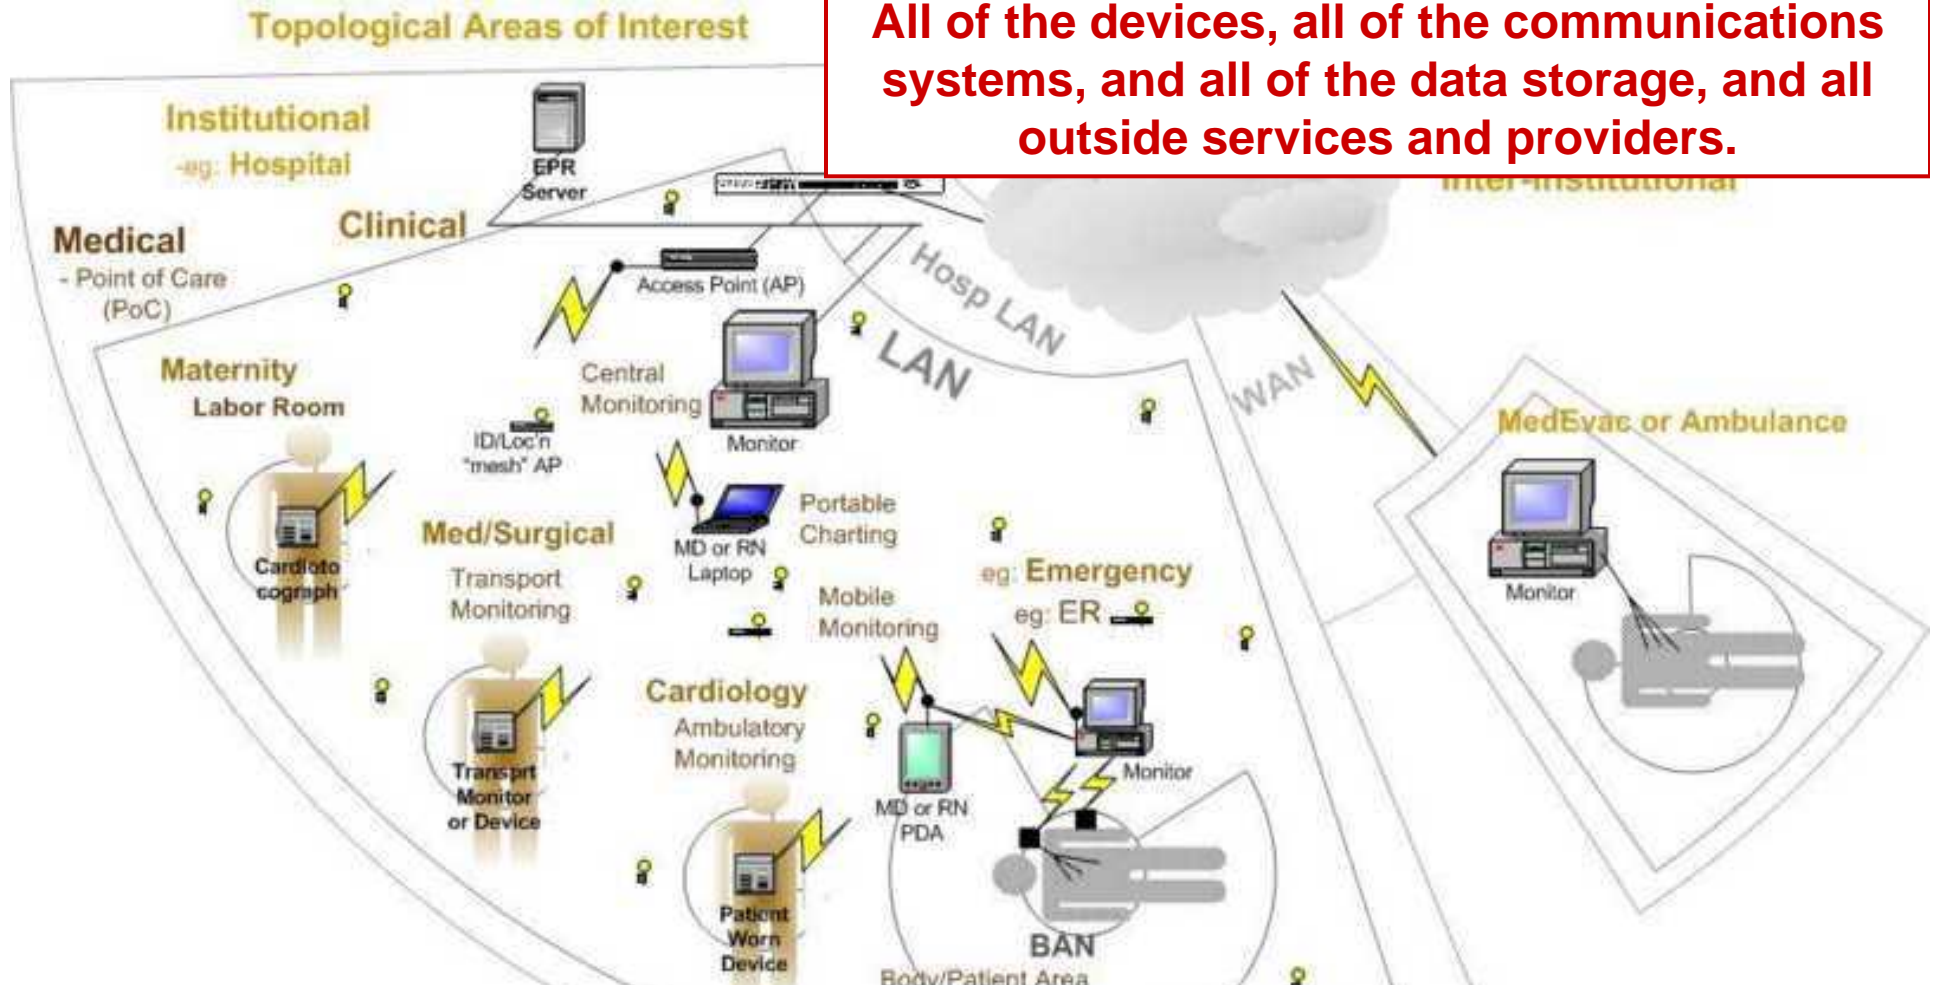 Topological Areas of Interest
All of the devices, all of the communications
systems, and all of the data storage, and all
outside services and providers.
Institutional
-eg: Hospital
EPR
Server
Inter-Institutional
Medical
- Point of Care
(PoC)
Clinical
Access Point (AP)
Hosp LAN
LAN
WAN
Maternity
Labor Room
Central
Monitoring
Monitor
ID/Loc'n
"mesh" AP
MedEvac or Ambulance
Monitor
Cardioto
cograph
Med/Surgical
Transport
Monitoring
MD or RN
Laptop
Portable
Charting
Mobile
Monitoring
eg: Emergency
eg: ER
Transprt
Monitor
or Device
Cardiology
Ambulatory
Monitoring
MD or RN
PDA
Monitor
Patient
Worn
Device
BAN
Body/Patient Area